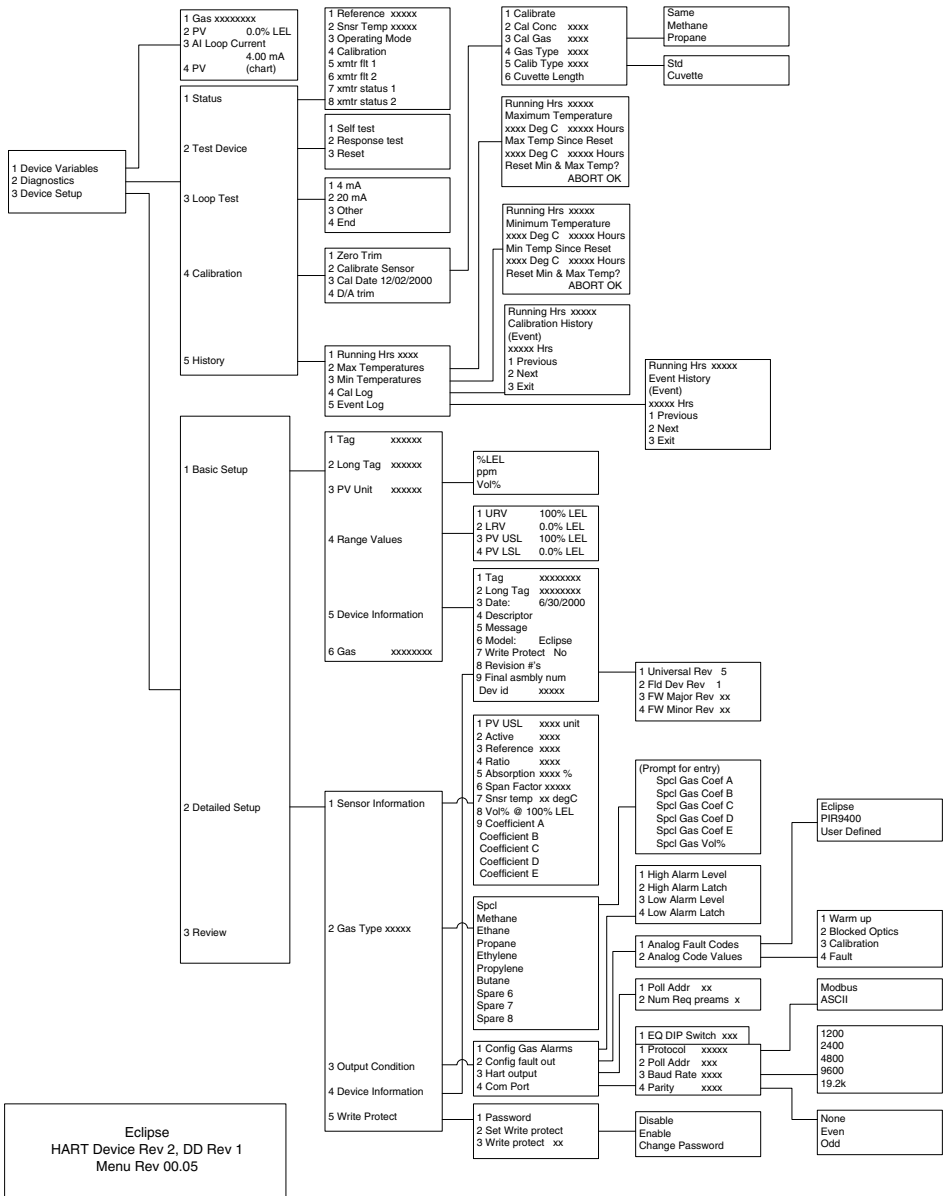 1 Device Variables
2 Diagnostics
3 Device Setup
1 Gas xxxxxxxx
2 PV 0.0% LEL
3 AI Loop Current
4.00 mA
4 PV (chart)
1 Status
2 Test Device
3 Loop Test
4 Calibration
5 History
1 Reference xxxxx
2 Snsr Temp xxxxx
3 Operating Mode
4 Calibration
5 xmtr flt 1
6 xmtr flt 2
7 xmtr status 1
8 xmtr status 2
1 Self test
2 Response test
3 Reset
1 4 mA
2 20 mA
3 Other
4 End
1 Zero Trim
2 Calibrate Sensor
3 Cal Date 12/02/2000
4 D/A trim
1 Running Hrs xxxx
2 Max Temperatures
3 Min Temperatures
4 Cal Log
5 Event Log
1 Calibrate
2 Cal Conc xxxx
3 Cal Gas xxxx
4 Gas Type xxxx
5 Calib Type xxxx
6 Cuvette Length
Same
Methane
Propane
Std
Cuvette
Running Hrs xxxxx
Maximum Temperature
xxxx Deg C xxxxx Hours
Max Temp Since Reset
xxxx Deg C xxxxx Hours
Reset Min & Max Temp?
ABORT OK
Running Hrs xxxxx
Minimum Temperature
xxxx Deg C xxxxx Hours
Min Temp Since Reset
xxxx Deg C xxxxx Hours
Reset Min & Max Temp?
ABORT OK
Running Hrs xxxxx
Calibration History
(Event)
xxxxx Hrs
1 Previous
2 Next
3 Exit
Running Hrs xxxxx
Event History
(Event)
xxxxx Hrs
1 Previous
2 Next
3 Exit
1 Basic Setup
2 Detailed Setup
3 Review
1 Tag xxxxxx
2 Long Tag xxxxxx
3 PV Unit xxxxxx
4 Range Values
5 Device Information
6 Gas xxxxxxxx
%LEL
ppm
Vol%
1 URV 100% LEL
2 LRV 0.0% LEL
3 PV USL 100% LEL
4 PV LSL 0.0% LEL
1 Tag xxxxxxxx
2 Long Tag xxxxxxxx
3 Date: 6/30/2000
4 Descriptor
5 Message
6 Model: Eclipse
7 Write Protect No
8 Revision #'s
9 Final asmbly num
Dev id xxxxx
1 Universal Rev 5
2 Fld Dev Rev 1
3 FW Major Rev xx
4 FW Minor Rev xx
1 Sensor Information
2 Gas Type xxxxx
3 Output Condition
4 Device Information
5 Write Protect
1 PV USL xxxx unit
2 Active xxxx
3 Reference xxxx
4 Ratio xxxx
5 Absorption xxxx %
6 Span Factor xxxxx
7 Snsr temp xx degC
8 Vol% @ 100% LEL
9 Coefficient A
Coefficient B
Coefficient C
Coefficient D
Coefficient E
Spcl
Methane
Ethane
Propane
Ethylene
Propylene
Butane
Spare 6
Spare 7
Spare 8
(Prompt for entry)
Spcl Gas Coef A
Spcl Gas Coef B
Spcl Gas Coef C
Spcl Gas Coef D
Spcl Gas Coef E
Spcl Gas Vol%
1 Config Gas Alarms
2 Config fault out
3 Hart output
4 Com Port
1 High Alarm Level
2 High Alarm Latch
3 Low Alarm Level
4 Low Alarm Latch
1 Analog Fault Codes
2 Analog Code Values
Eclipse
PIR9400
User Defined
1 Warm up
2 Blocked Optics
3 Calibration
4 Fault
1 Poll Addr xx
2 Num Req preams x
1 EQ DIP Switch xxx
1 Protocol xxxxx
2 Poll Addr xxx
3 Baud Rate xxxx
4 Parity xxxx
Modbus
ASCII
1200
2400
4800
9600
19.2k
None
Even
Odd
1 Password
2 Set Write protect
3 Write protect xx
Disable
Enable
Change Password
Eclipse
HART Device Rev 2, DD Rev 1
Menu Rev 00.05